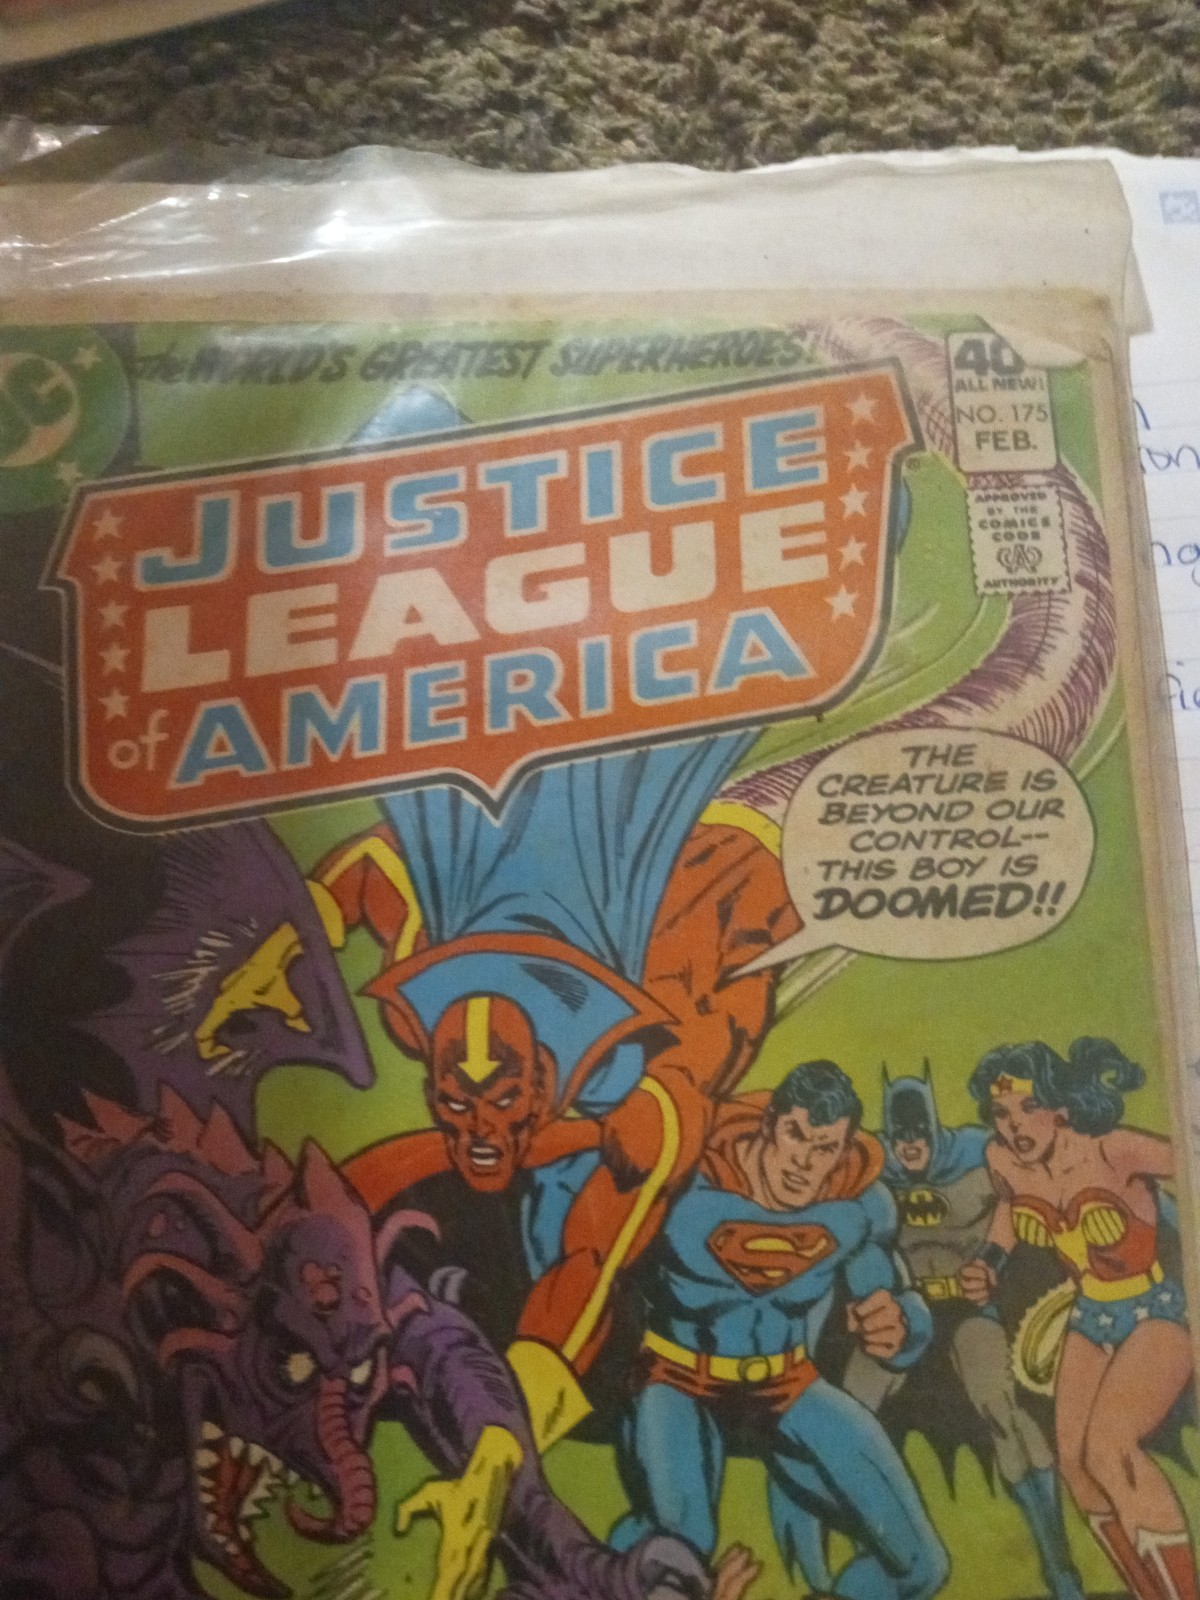 DC
The WORLD'S GREATEST SUPERHEROES!
40
ALL NEW!
NO. 175
FEB.
APPROVED
BY THE
COMICS
CODE
CA
AUTHORITY
JUSTICE
LEAGUE
of AMERICA
THE
CREATURE IS
BEYOND OUR
CONTROL--
THIS BOY IS
DOOMED!!
S